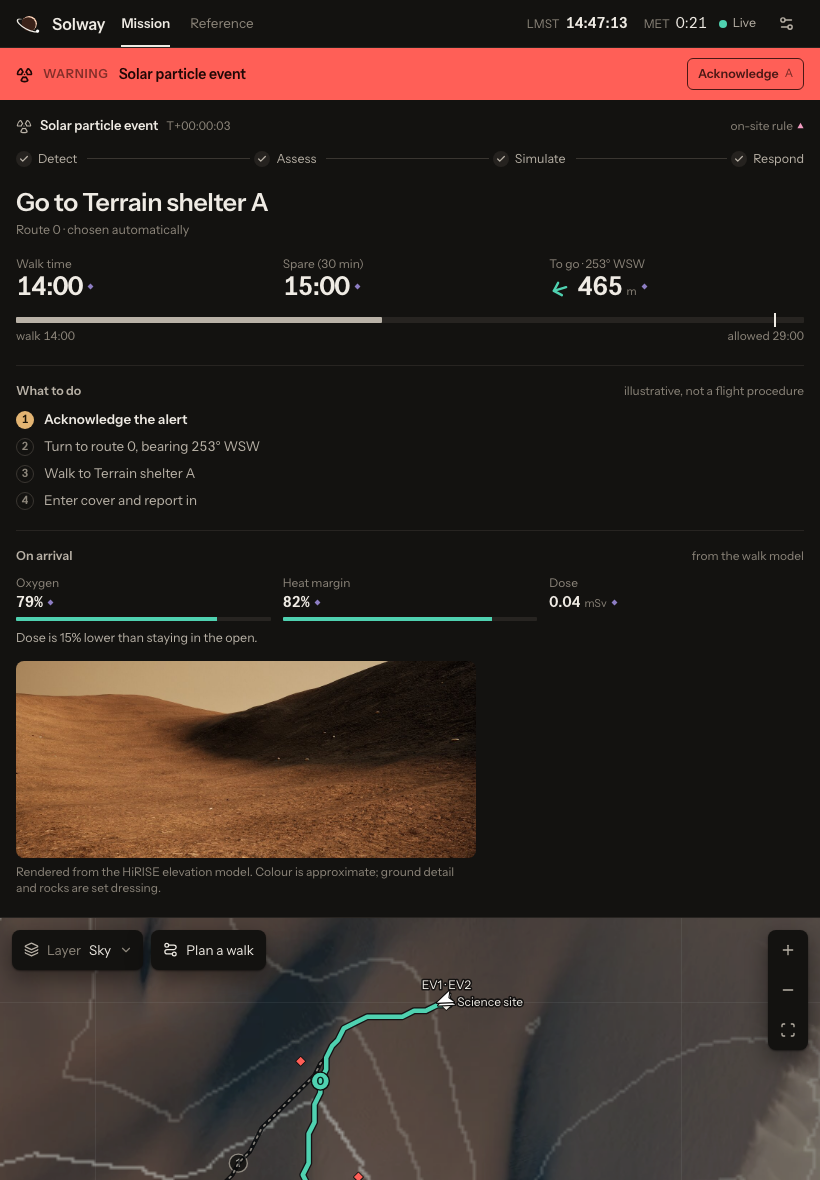 Solway Mission Reference LMST 14:47:13 MET 0:21 Live
WARNING Solar particle event Acknowledge A
Solar particle event T+00:00:03 on-site rule
Detect Assess Simulate Respond
Go to Terrain shelter A
Route 0 · chosen automatically
Walk time Spare (30 min) To go · 253° WSW
14:00 15:00 465 m
walk 14:00 allowed 29:00
What to do illustrative, not a flight procedure
1 Acknowledge the alert
2 Turn to route 0, bearing 253° WSW
3 Walk to Terrain shelter A
4 Enter cover and report in
On arrival from the walk model
Oxygen Heat margin Dose
79% 82% 0.04 mSv
Dose is 15% lower than staying in the open.
Rendered from the HiRISE elevation model. Colour is approximate; ground detail
and rocks are set dressing.
Layer Sky Plan a walk
EV1 · EV2
Science site
0